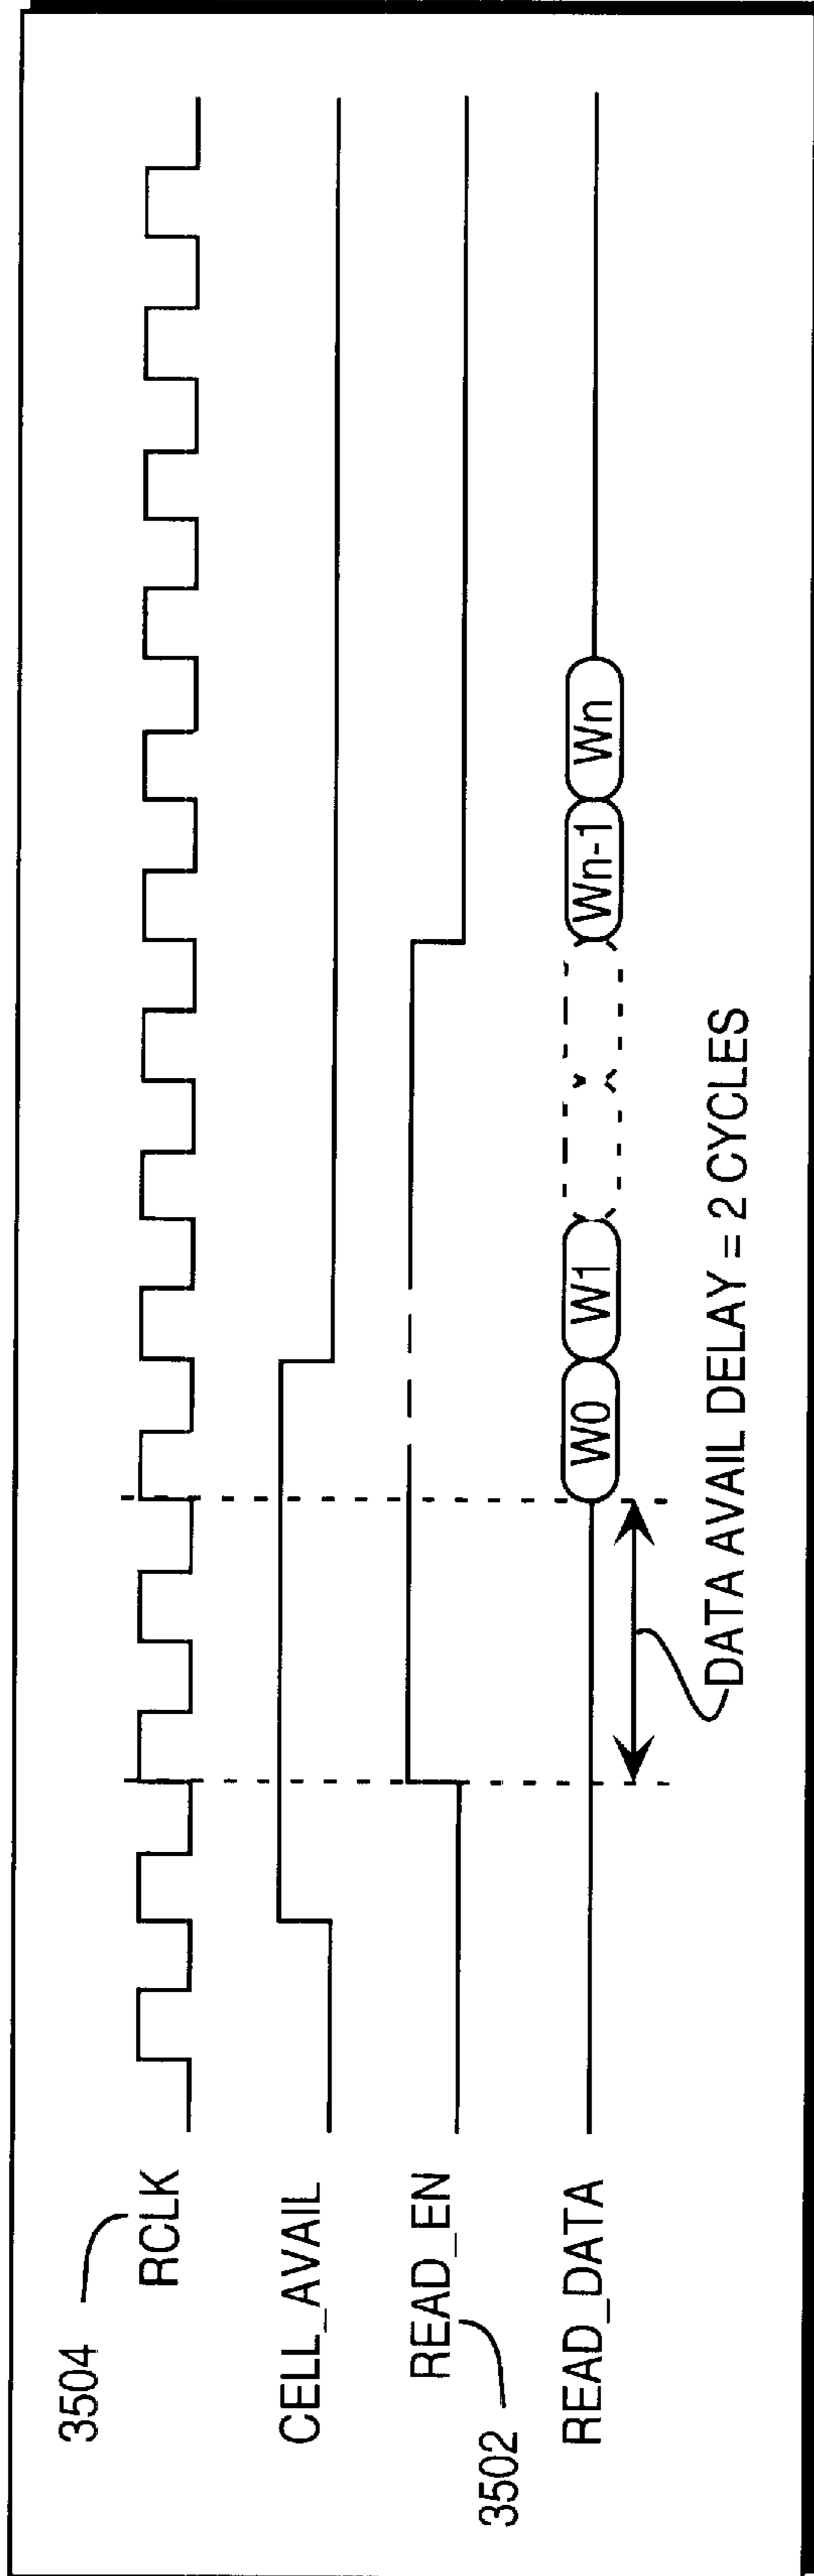 3504
RCLK
CELL_AVAIL
READ_EN
3502
READ_DATA
W0
W1
Wn-1
Wn
DATA AVAIL DELAY = 2 CYCLES